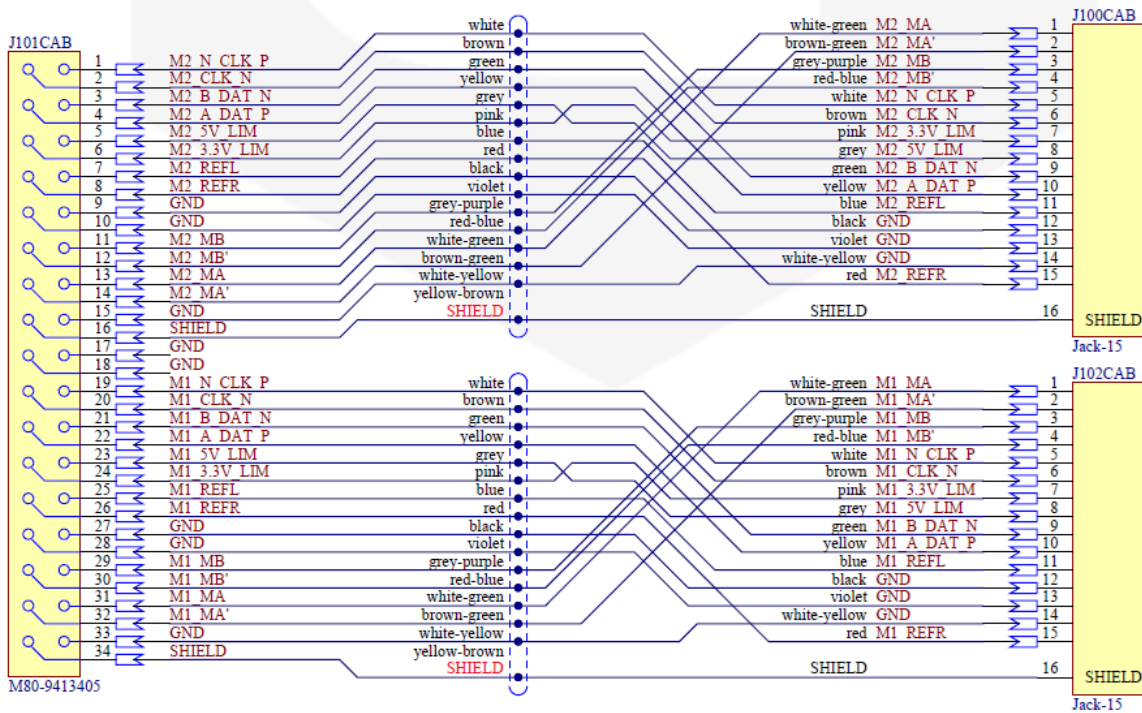 J101CAB
1 M2_N_CLK_P white
2 M2_CLK_N brown
3 M2_B_DAT_N green
4 M2_A_DAT_P yellow
5 M2_5V_LIM grey
6 M2_3.3V_LIM pink
7 M2_REFL blue
8 M2_REFR red
9 GND black
10 GND violet
11 M2_MB grey-purple
12 M2_MB' red-blue
13 M2_MA white-green
14 M2_MA' brown-green
15 GND white-yellow
yellow-brown
16 SHIELD SHIELD
17 GND
18 GND
19 M1_N_CLK_P white
20 M1_CLK_N brown
21 M1_B_DAT_N green
22 M1_A_DAT_P yellow
23 M1_5V_LIM grey
24 M1_3.3V_LIM pink
25 M1_REFL blue
26 M1_REFR red
27 GND black
28 GND violet
29 M1_MB grey-purple
30 M1_MB' red-blue
31 M1_MA white-green
32 M1_MA' brown-green
33 GND white-yellow
yellow-brown
34 SHIELD SHIELD
M80-9413405
J100CAB
white-green M2_MA 1
brown-green M2_MA' 2
grey-purple M2_MB 3
red-blue M2_MB' 4
white M2_N_CLK_P 5
brown M2_CLK_N 6
pink M2_3.3V_LIM 7
grey M2_5V_LIM 8
green M2_B_DAT_N 9
yellow M2_A_DAT_P 10
blue M2_REFL 11
black GND 12
violet GND 13
white-yellow GND 14
red M2_REFR 15
SHIELD 16 SHIELD
Jack-15
J102CAB
white-green M1_MA 1
brown-green M1_MA' 2
grey-purple M1_MB 3
red-blue M1_MB' 4
white M1_N_CLK_P 5
brown M1_CLK_N 6
pink M1_3.3V_LIM 7
grey M1_5V_LIM 8
green M1_B_DAT_N 9
yellow M1_A_DAT_P 10
blue M1_REFL 11
black GND 12
violet GND 13
white-yellow GND 14
red M1_REFR 15
SHIELD 16 SHIELD
Jack-15